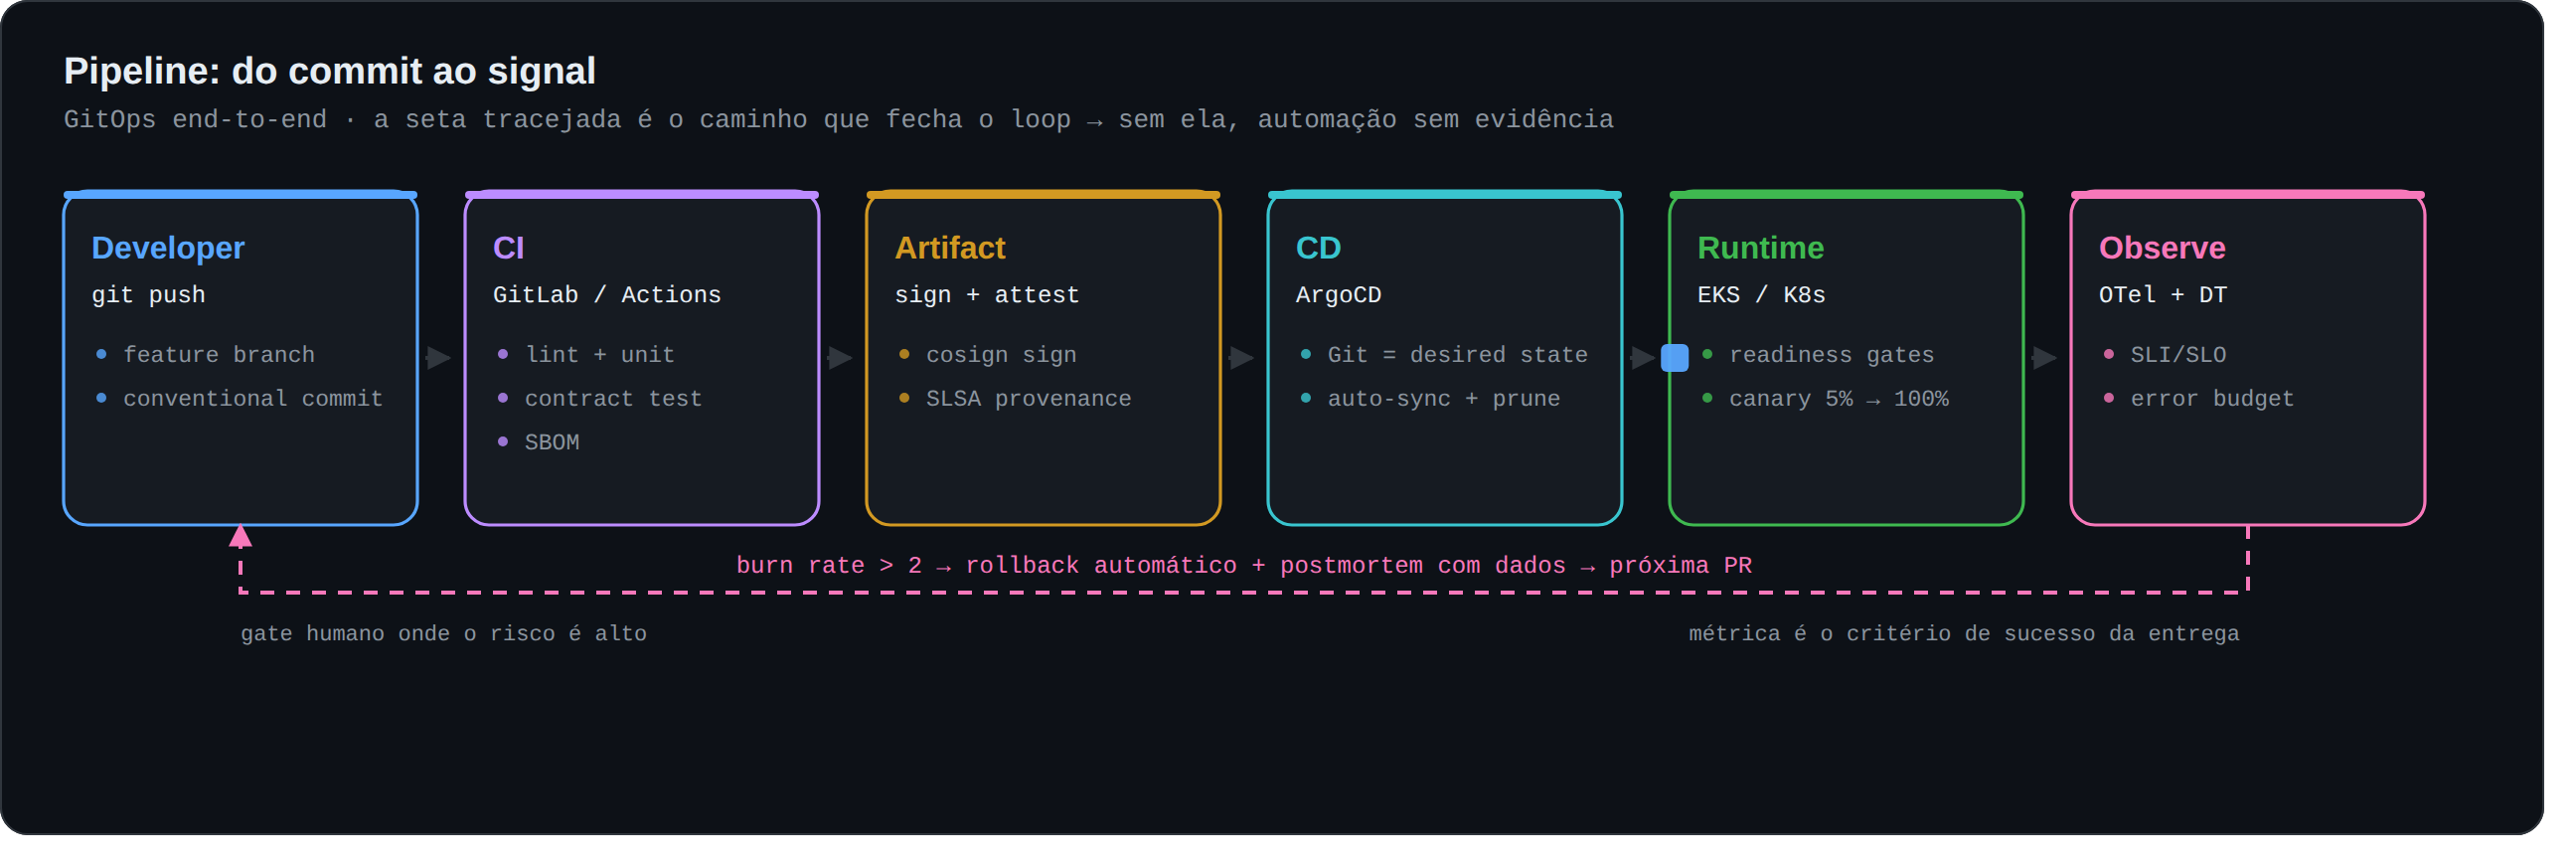 Pipeline: do commit ao signal
GitOps end-to-end · a seta tracejada é o caminho que fecha o loop → sem ela, automação sem evidência
Developer
git push
feature branch
conventional commit
CI
GitLab / Actions
lint + unit
contract test
SBOM
Artifact
sign + attest
cosign sign
SLSA provenance
CD
ArgoCD
Git = desired state
auto-sync + prune
Runtime
EKS / K8s
readiness gates
canary 5% → 100%
Observe
OTel + DT
SLI/SLO
error budget
burn rate > 2 → rollback automático + postmortem com dados → próxima PR
gate humano onde o risco é alto
métrica é o critério de sucesso da entrega